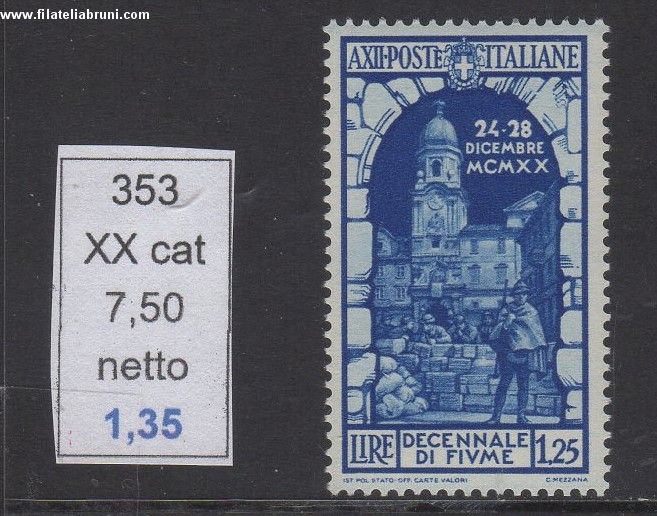 www.filateliabruni.com
353
XX cat
7,50
netto
1,35
AXII·POSTE ITALIANE
24·28
DICEMBRE
MCMXX
LIRE DECENNALE DI FIVME 1,25
IST. POL. STATO·OFF. CARTE VALORI C. MEZZANA